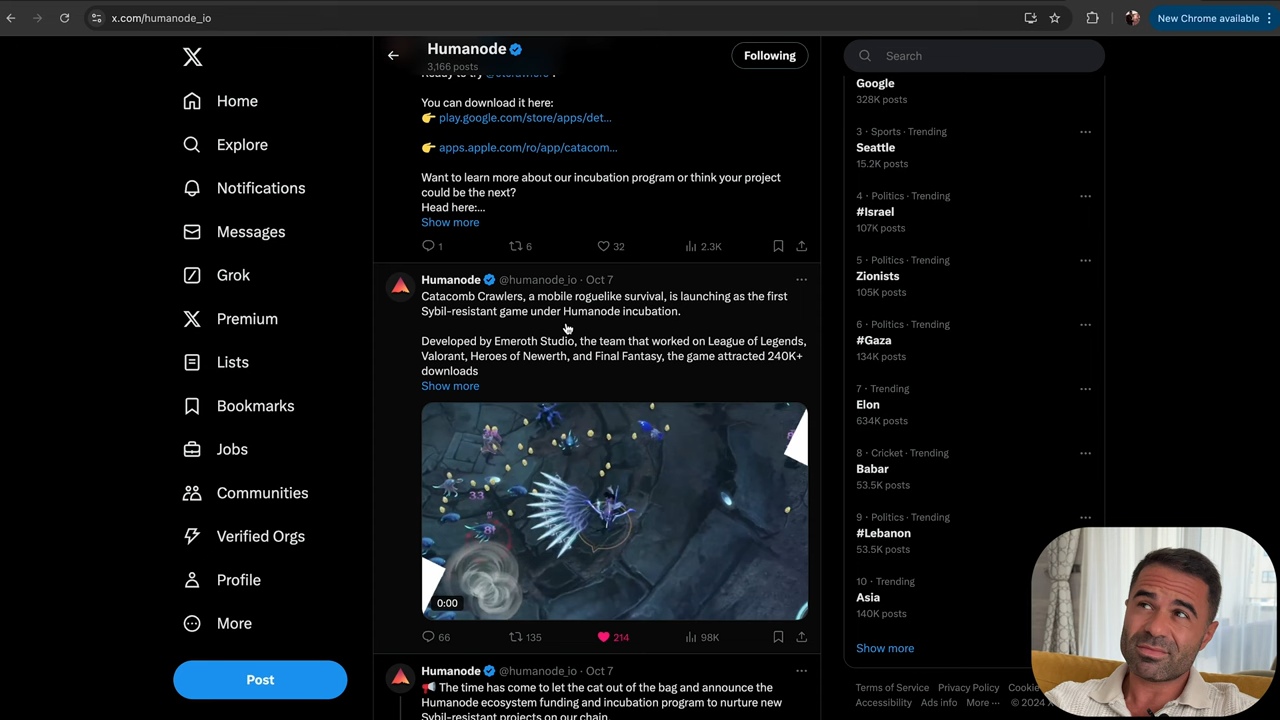 x.com/humanode_io
New Chrome available
Home
Explore
Notifications
Messages
Grok
Premium
Lists
Bookmarks
Jobs
Communities
Verified Orgs
Profile
More
Post
Humanode
3,166 posts
Following
You can download it here:
👉 play.google.com/store/apps/det...
👉 apps.apple.com/ro/app/catacom...
Want to learn more about our incubation program or think your project
could be the next?
Head here:...
Show more
1 6 32 2.3K
Humanode @humanode_io · Oct 7
Catacomb Crawlers, a mobile roguelike survival, is launching as the first
Sybil-resistant game under Humanode incubation.
Developed by Emeroth Studio, the team that worked on League of Legends,
Valorant, Heroes of Newerth, and Final Fantasy, the game attracted 240K+
downloads
Show more
33
0:00
66 135 214 98K
Humanode @humanode_io · Oct 7
📢 The time has come to let the cat out of the bag and announce the
Humanode ecosystem funding and incubation program to nurture new
Sybil-resistant projects on our chain.
Search
Google
328K posts
3 · Sports · Trending
Seattle
15.2K posts
4 · Politics · Trending
#Israel
107K posts
5 · Politics · Trending
Zionists
105K posts
6 · Politics · Trending
#Gaza
134K posts
7 · Trending
Elon
634K posts
8 · Cricket · Trending
Babar
53.5K posts
9 · Politics · Trending
#Lebanon
53.5K posts
10 · Trending
Asia
140K posts
Show more
Terms of Service Privacy Policy Cookie
Accessibility Ads info More ··· © 2024 X